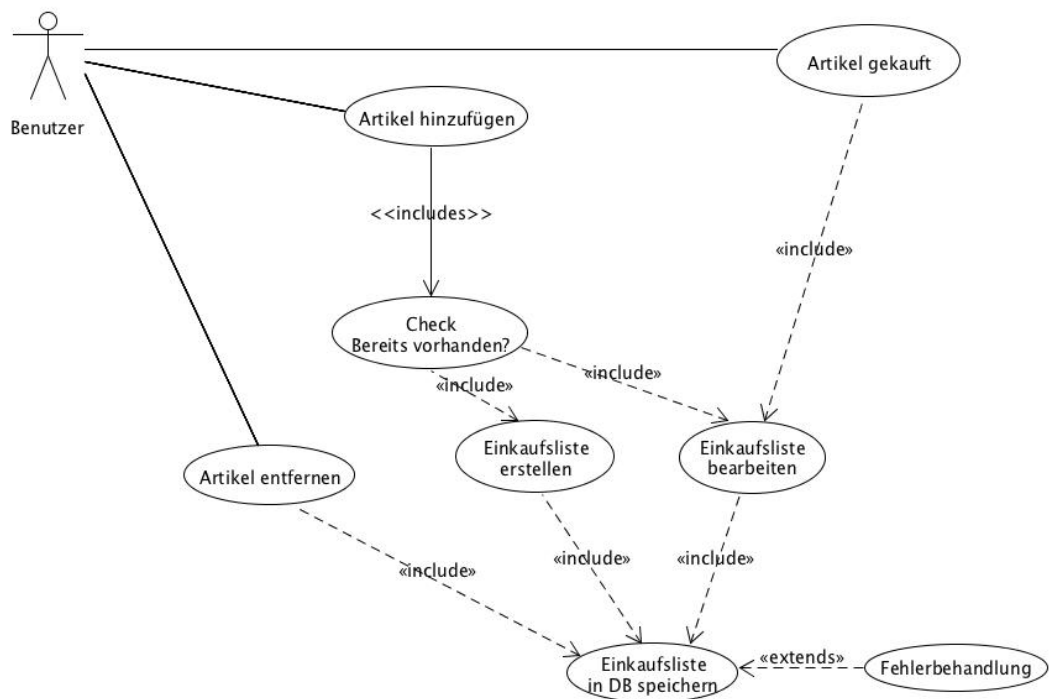 Artikel gekauft
Artikel hinzufügen
Benutzer
<<includes>>
«include»
Check
Bereits vorhanden?
«include»
«include»
Einkaufsliste
erstellen
Einkaufsliste
bearbeiten
Artikel entfernen
«include»
«include»
«include»
«extends»
Einkaufsliste
in DB speichern
Fehlerbehandlung